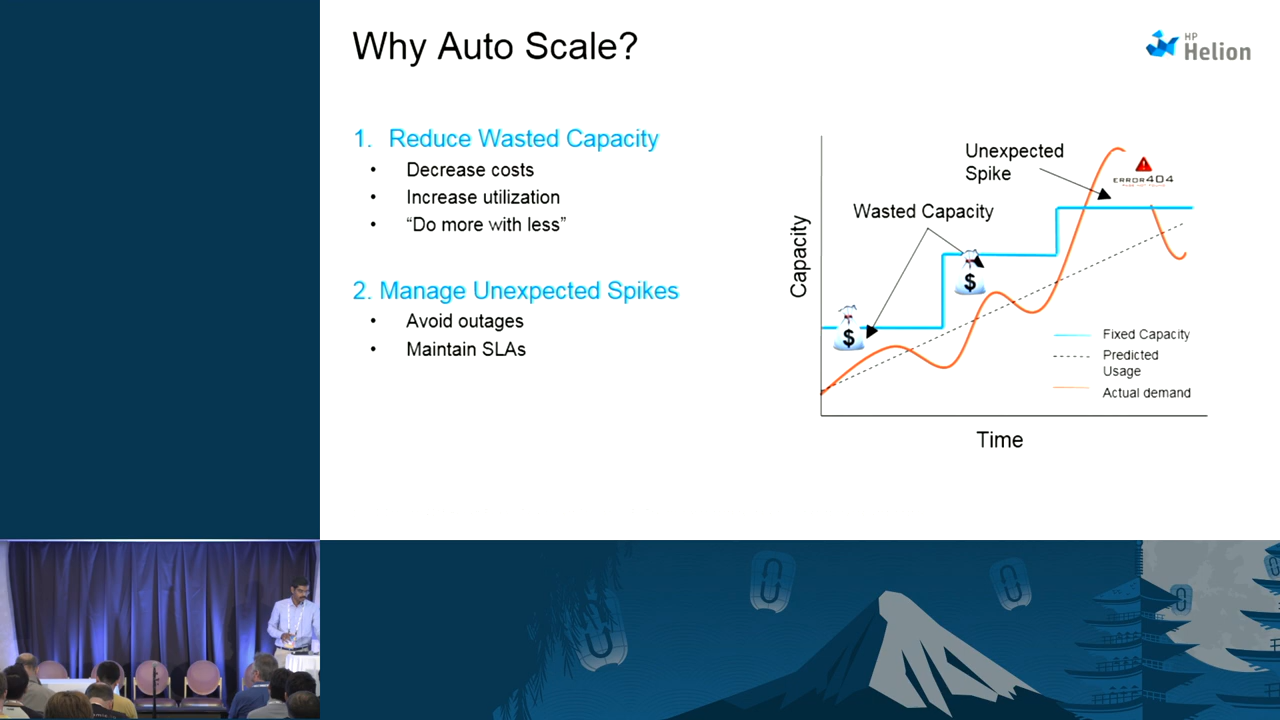 Why Auto Scale?
HP
Helion
1. Reduce Wasted Capacity
• Decrease costs
• Increase utilization
• “Do more with less”
2. Manage Unexpected Spikes
• Avoid outages
• Maintain SLAs
Unexpected
Spike
ERROR404
Wasted Capacity
Capacity
$
$
Fixed Capacity
Predicted
Usage
Actual demand
Time